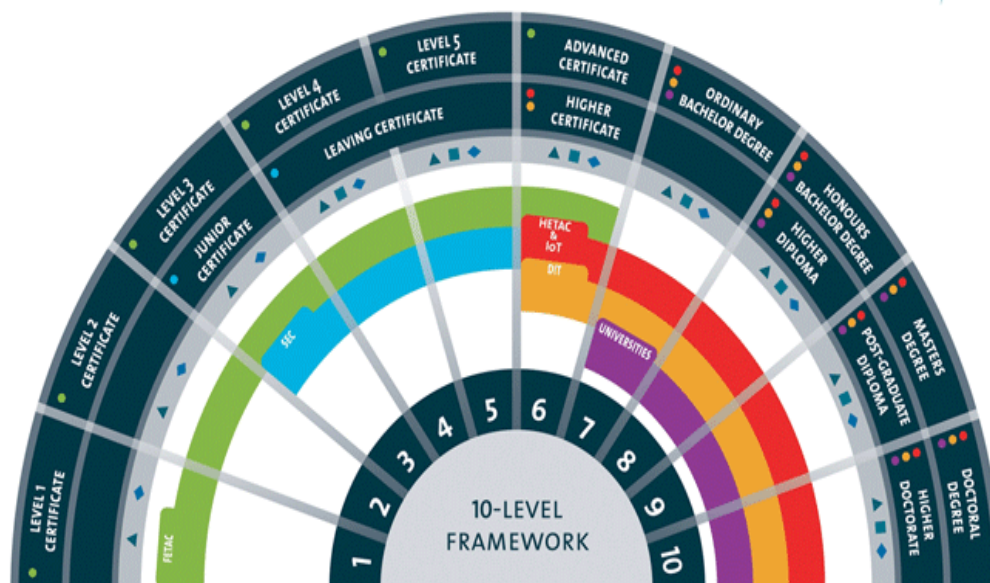 LEVEL 1
CERTIFICATE
LEVEL 2
CERTIFICATE
LEVEL 3
CERTIFICATE
JUNIOR
CERTIFICATE
LEVEL 4
CERTIFICATE
LEVEL 5
CERTIFICATE
LEAVING CERTIFICATE
ADVANCED
CERTIFICATE
HIGHER
CERTIFICATE
ORDINARY
BACHELOR DEGREE
HONOURS
BACHELOR DEGREE
HIGHER
DIPLOMA
MASTERS
DEGREE
POST-GRADUATE
DIPLOMA
DOCTORAL
DEGREE
HIGHER
DOCTORATE
FETAC
SEC
HETAC
&
IoT
DIT
UNIVERSITIES
1
2
3
4
5
6
7
8
9
10
10-LEVEL
FRAMEWORK